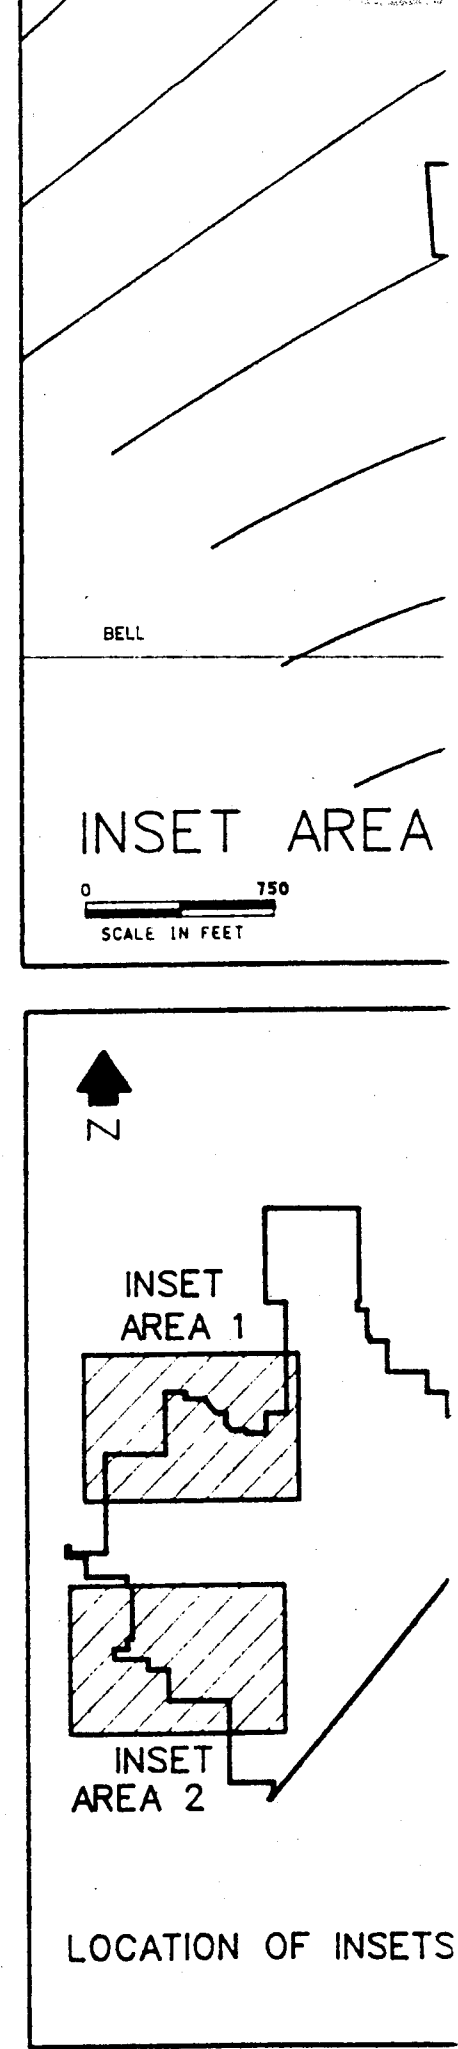 BELL
INSET AREA
0 750
SCALE IN FEET
N
INSET
AREA 1
INSET
AREA 2
LOCATION OF INSETS